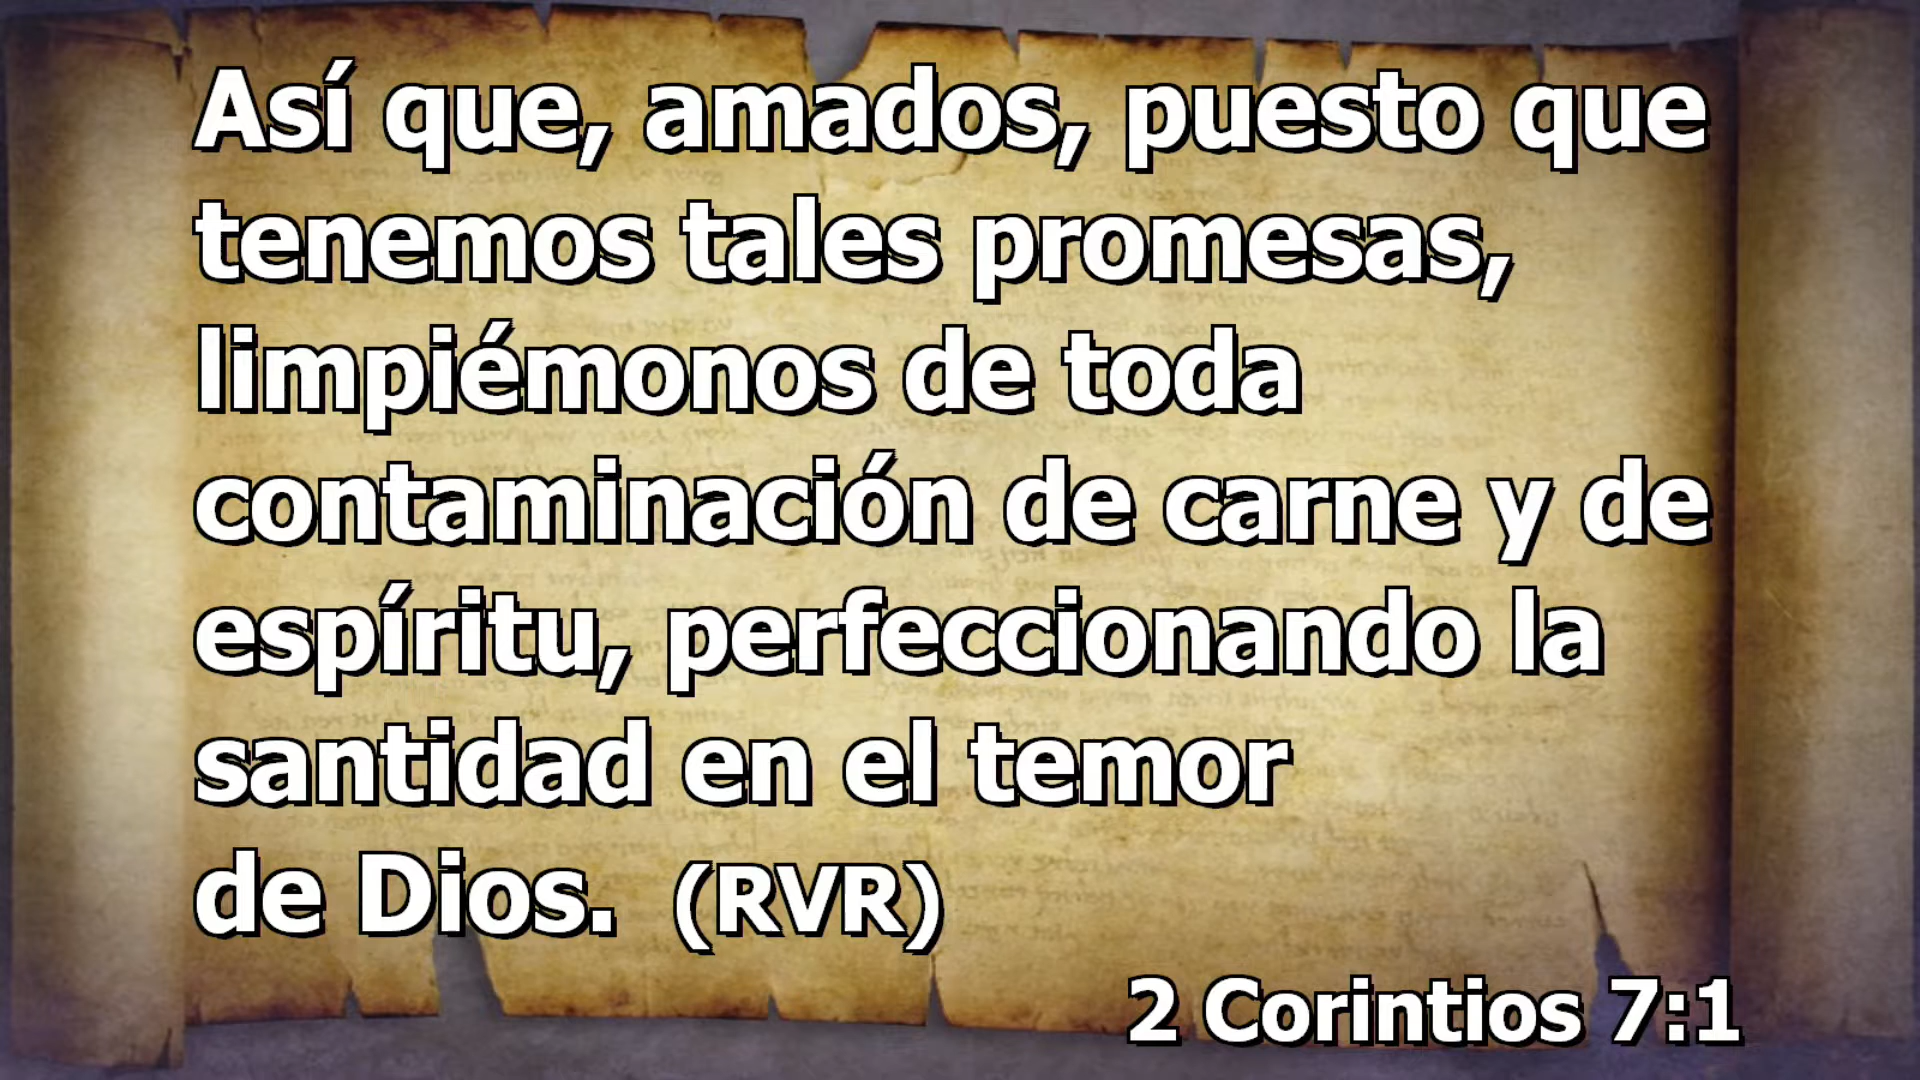 Así que, amados, puesto que
tenemos tales promesas,
limpiémonos de toda
contaminación de carne y de
espíritu, perfeccionando la
santidad en el temor
de Dios. (RVR)
2 Corintios 7:1